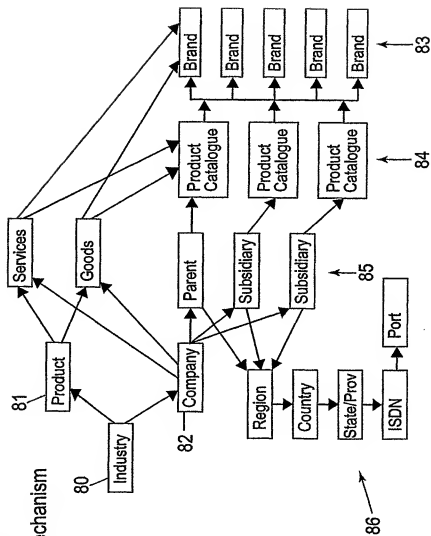 chanism
80
Industry
81
Product
82
Company
Services
Goods
Parent
Subsidiary
Subsidiary
85
Product
Catalogue
Product
Catalogue
Product
Catalogue
84
Brand
Brand
Brand
Brand
Brand
83
Region
Country
State/Prov
ISDN
Port
86